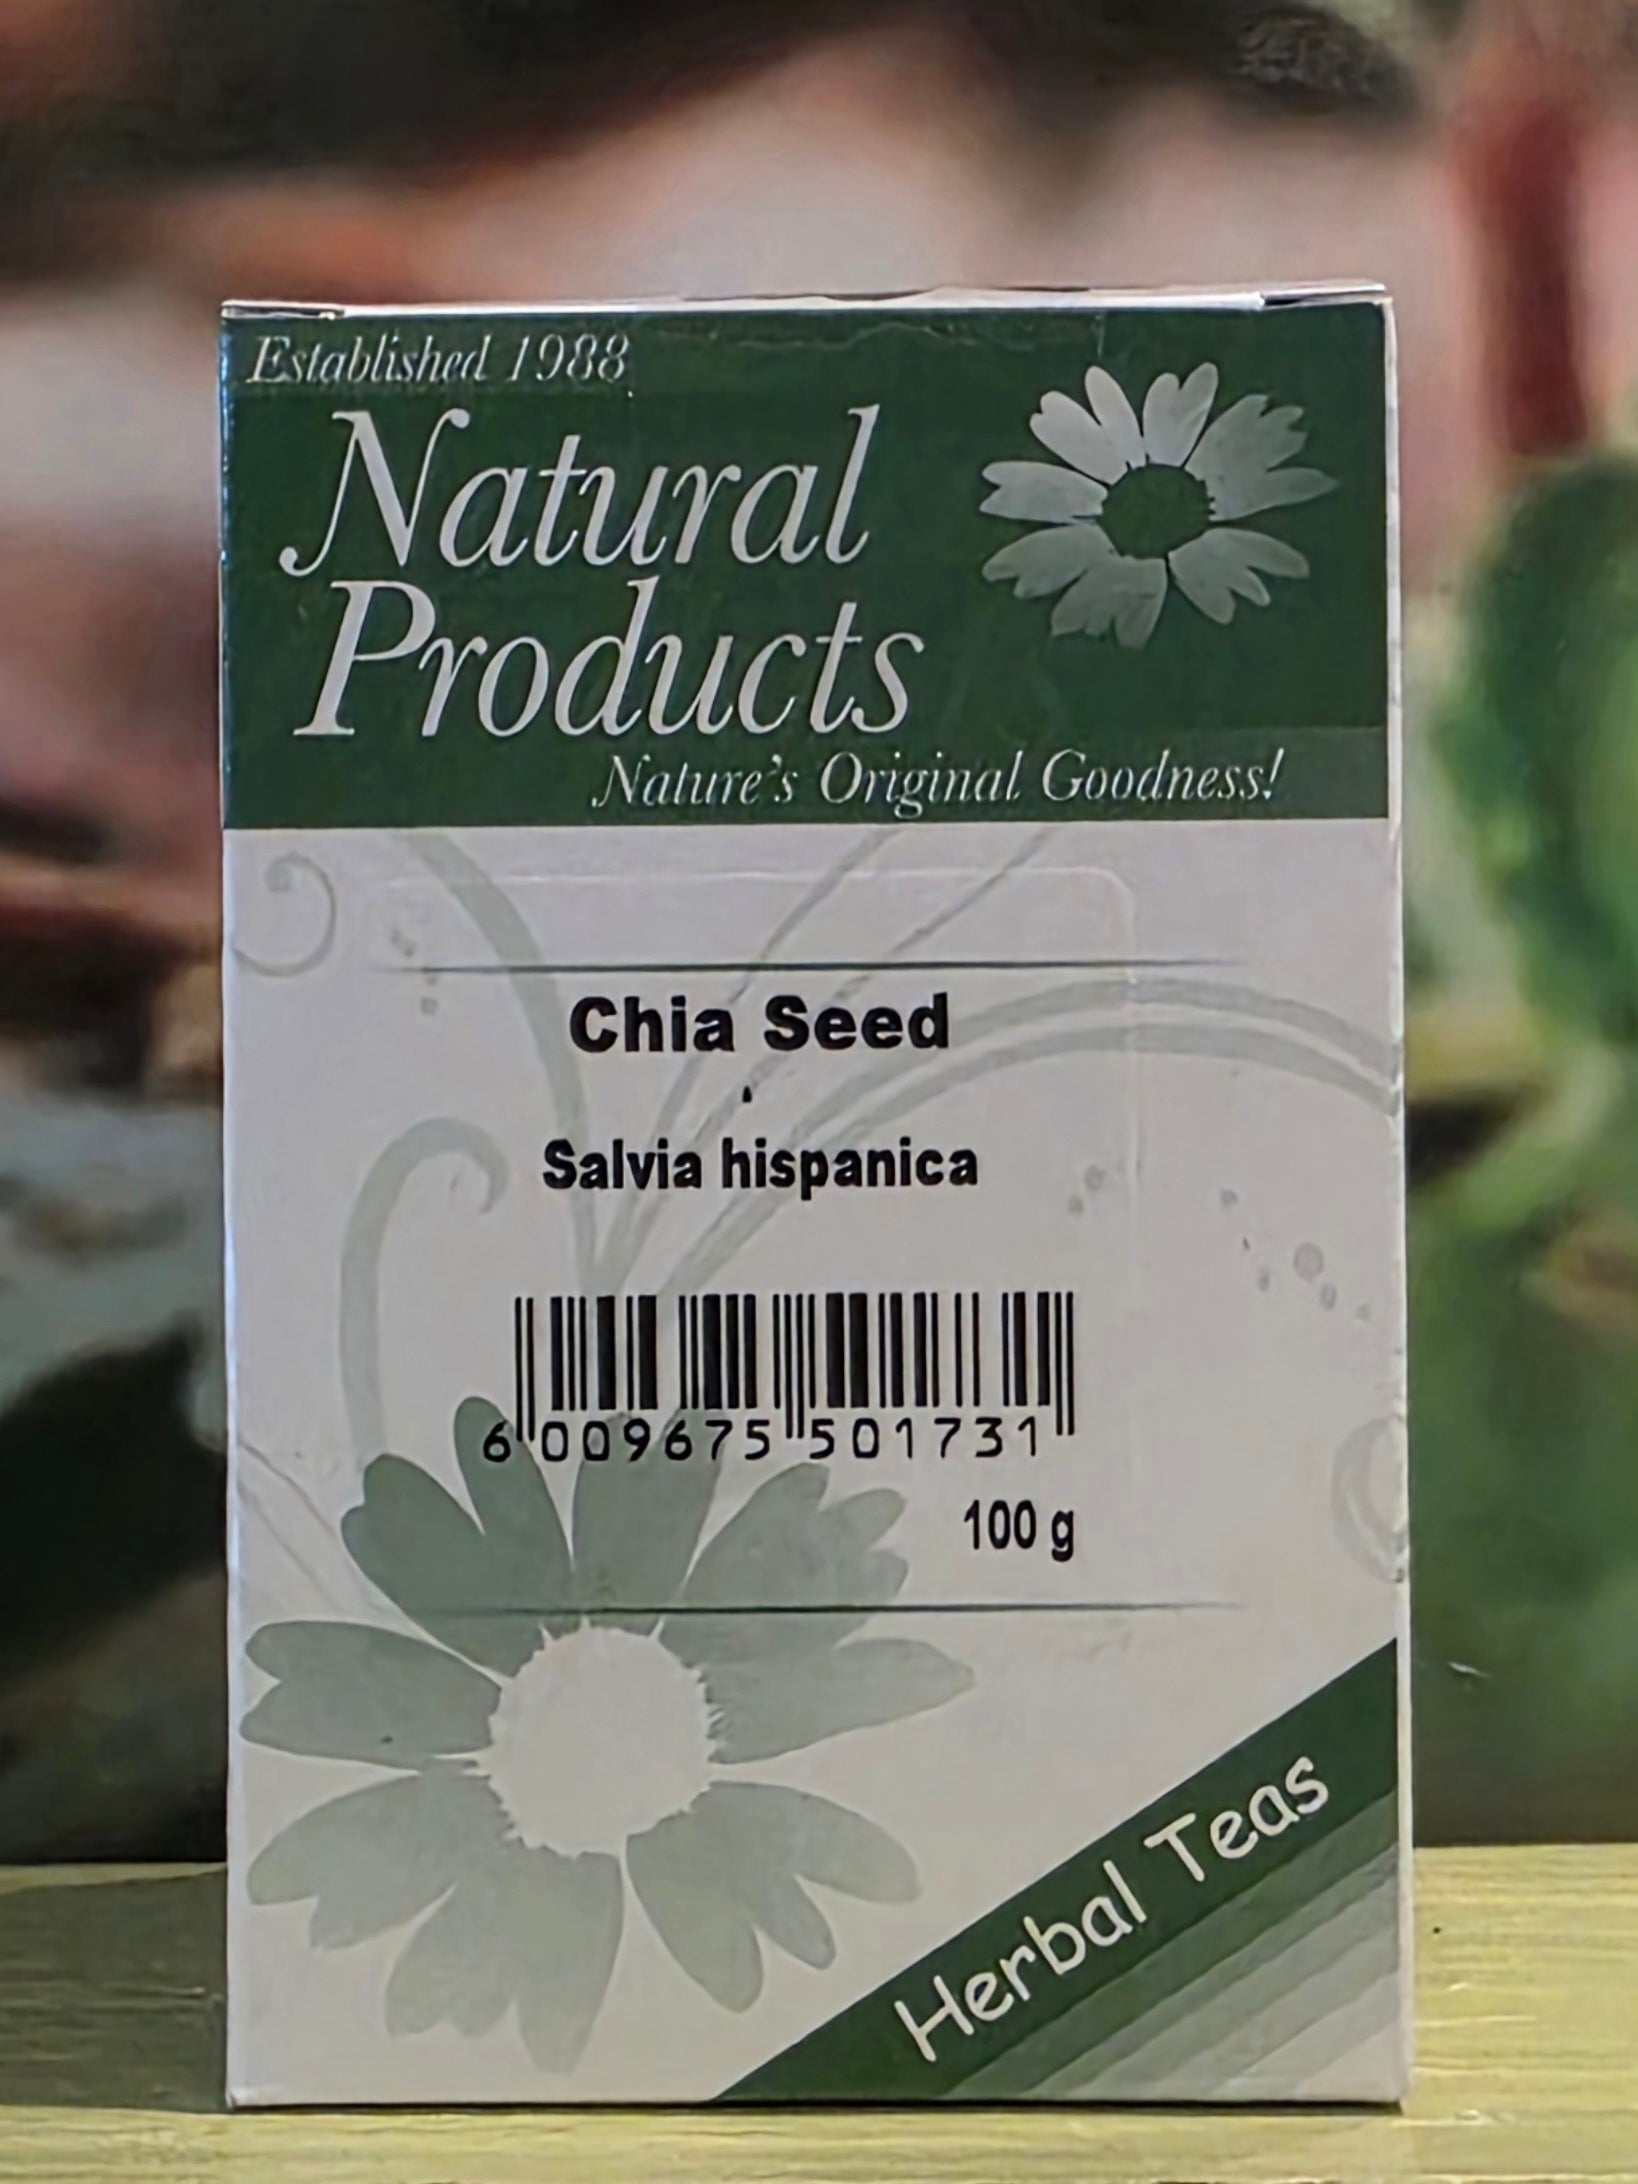 Established 1988
Natural
Products
Nature's Original Goodness!
Chia Seed
Salvia hispanica
6 009675 501731
100 g
Herbal Teas